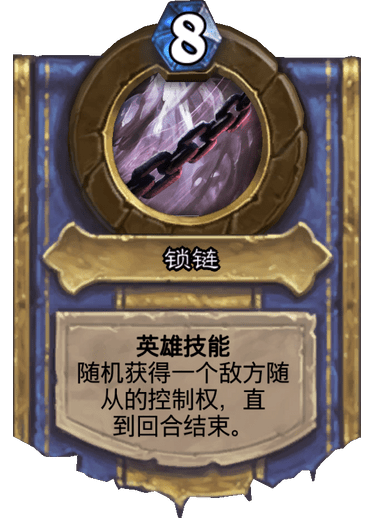 8
锁链
英雄技能
随机获得一个敌方随
从的控制权，直
到回合结束。